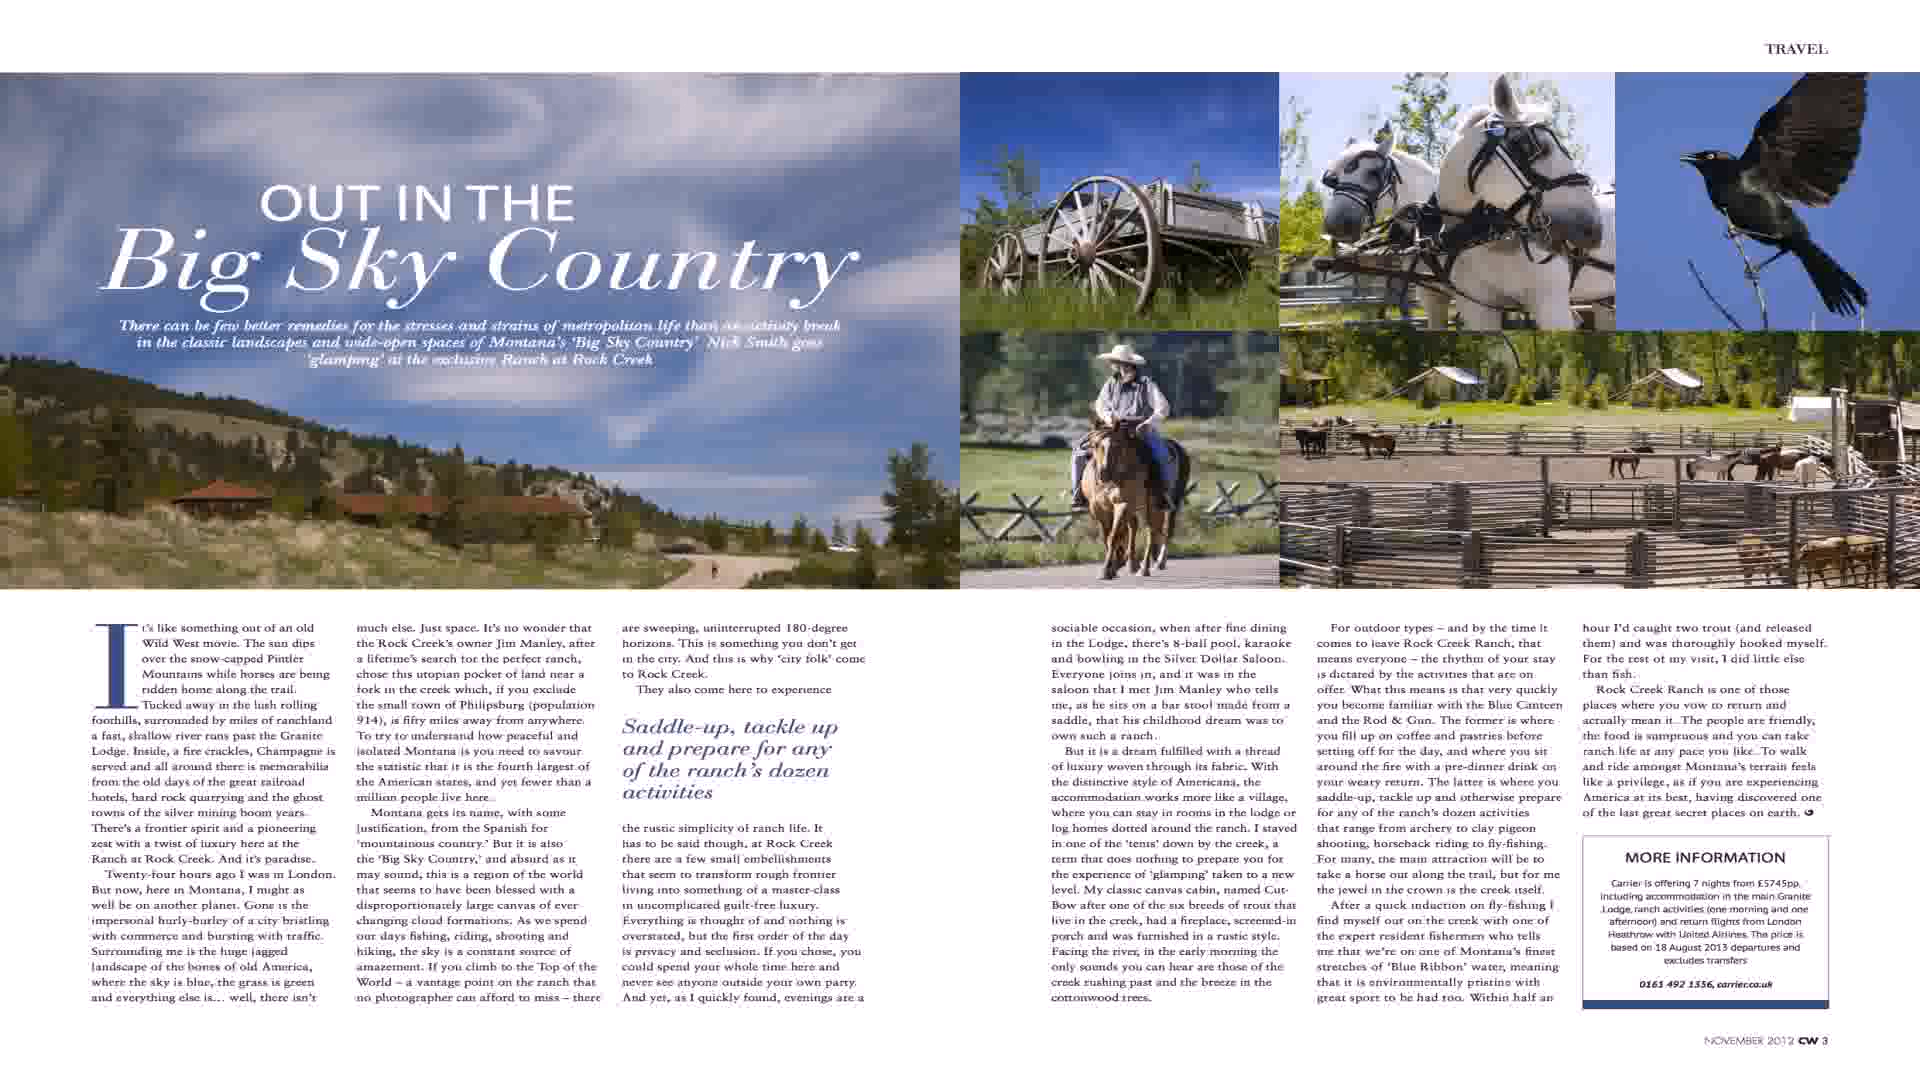 TRAVEL
OUT IN THE
Big Sky Country
There can be few better remedies for the stresses and strains of metropolitan life than an activity break
in the classic landscapes and wide-open spaces of Montana's 'Big Sky Country' Nick Smith goes
'glamping' at the exclusive Ranch at Rock Creek
It's like something out of an old
Wild West movie. The sun dips
over the snow-capped Pintler
Mountains while horses are being
ridden home along the trail.
Tucked away in the lush rolling
foothills, surrounded by miles of ranchland
a fast, shallow river runs past the Granite
Lodge. Inside, a fire crackles, Champagne is
served and all around there is memorabilia
from the old days of the great railroad
hotels, hard rock quarrying and the ghost
towns of the silver mining boom years.
There's a frontier spirit and a pioneering
zest with a twist of luxury here at the
Ranch at Rock Creek. And it's paradise.
Twenty-four hours ago I was in London.
But now, here in Montana, I might as
well be on another planet. Gone is the
impersonal hurly-burley of a city bristling
with commerce and bursting with traffic.
Surrounding me is the huge jagged
landscape of the bones of old America,
where the sky is blue, the grass is green
and everything else is... well, there isn't
much else. Just space. It's no wonder that
the Rock Creek's owner Jim Manley, after
a lifetime's search for the perfect ranch,
chose this utopian pocket of land near a
fork in the creek which, if you exclude
the small town of Philipsburg (population
914), is fifty miles away from anywhere.
To try to understand how peaceful and
isolated Montana is you need to savour
the statistic that it is the fourth largest of
the American states, and yet fewer than a
million people live here.
Montana gets its name, with some
justification, from the Spanish for
'mountainous country.' But it is also
the 'Big Sky Country,' and absurd as it
may sound, this is a region of the world
that seems to have been blessed with a
disproportionately large canvas of ever-
changing cloud formations. As we spend
our days fishing, riding, shooting and
hiking, the sky is a constant source of
amazement. If you climb to the Top of the
World – a vantage point on the ranch that
no photographer can afford to miss – there
are sweeping, uninterrupted 180-degree
horizons. This is something you don't get
in the city. And this is why 'city folk' come
to Rock Creek.
They also come here to experience
Saddle-up, tackle up
and prepare for any
of the ranch's dozen
activities
the rustic simplicity of ranch life. It
has to be said though, at Rock Creek
there are a few small embellishments
that seem to transform rough frontier
living into something of a master-class
in uncomplicated guilt-free luxury.
Everything is thought of and nothing is
overstated, but the first order of the day
is privacy and seclusion. If you chose, you
could spend your whole time here and
never see anyone outside your own party.
And yet, as I quickly found, evenings are a
sociable occasion, when after fine dining
in the Lodge, there's 8-ball pool, karaoke
and bowling in the Silver Dollar Saloon.
Everyone joins in, and it was in the
saloon that I met Jim Manley who tells
me, as he sits on a bar stool made from a
saddle, that his childhood dream was to
own such a ranch.
But it is a dream fulfilled with a thread
of luxury woven through its fabric. With
the distinctive style of Americana, the
accommodation works more like a village,
where you can stay in rooms in the lodge or
log homes dotted around the ranch. I stayed
in one of the 'tents' down by the creek, a
term that does nothing to prepare you for
the experience of 'glamping' taken to a new
level. My classic canvas cabin, named Cut-
Bow after one of the six breeds of trout that
live in the creek, had a fireplace, screened-in
porch and was furnished in a rustic style.
Facing the river, in the early morning the
only sounds you can hear are those of the
creek rushing past and the breeze in the
cottonwood trees.
For outdoor types – and by the time it
comes to leave Rock Creek Ranch, that
means everyone – the rhythm of your stay
is dictated by the activities that are on
offer. What this means is that very quickly
you become familiar with the Blue Canteen
and the Rod & Gun. The former is where
you fill up on coffee and pastries before
setting off for the day, and where you sit
around the fire with a pre-dinner drink on
your weary return. The latter is where you
saddle-up, tackle up and otherwise prepare
for any of the ranch's dozen activities
that range from archery to clay pigeon
shooting, horseback riding to fly-fishing.
For many, the main attraction will be to
take a horse out along the trail, but for me
the jewel in the crown is the creek itself.
After a quick induction on fly-fishing I
find myself out on the creek with one of
the expert resident fishermen who tells
me that we're on one of Montana's finest
stretches of 'Blue Ribbon' water, meaning
that it is environmentally pristine with
great sport to be had too. Within half an
hour I'd caught two trout (and released
them) and was thoroughly hooked myself.
For the rest of my visit, I did little else
than fish.
Rock Creek Ranch is one of those
places where you vow to return and
actually mean it. The people are friendly,
the food is sumptuous and you can take
ranch life at any pace you like. To walk
and ride amongst Montana's terrain feels
like a privilege, as if you are experiencing
America at its best, having discovered one
of the last great secret places on earth.
MORE INFORMATION
Carrier is offering 7 nights from £5745pp,
including accommodation in the main Granite
Lodge, ranch activities (one morning and one
afternoon) and return flights from London
Heathrow with United Airlines. The price is
based on 18 August 2013 departures and
excludes transfers
0161 492 1356, carrier.co.uk
NOVEMBER 2012 CW 3